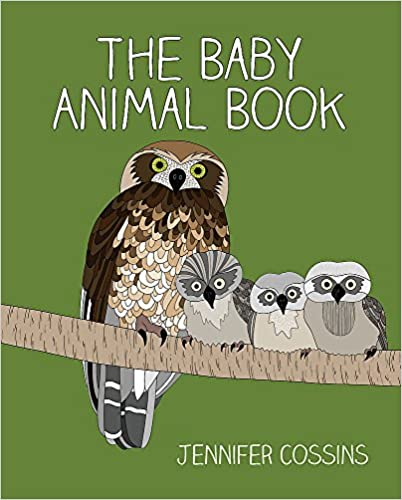 THE BABY
ANIMAL BOOK
JENNIFER COSSINS